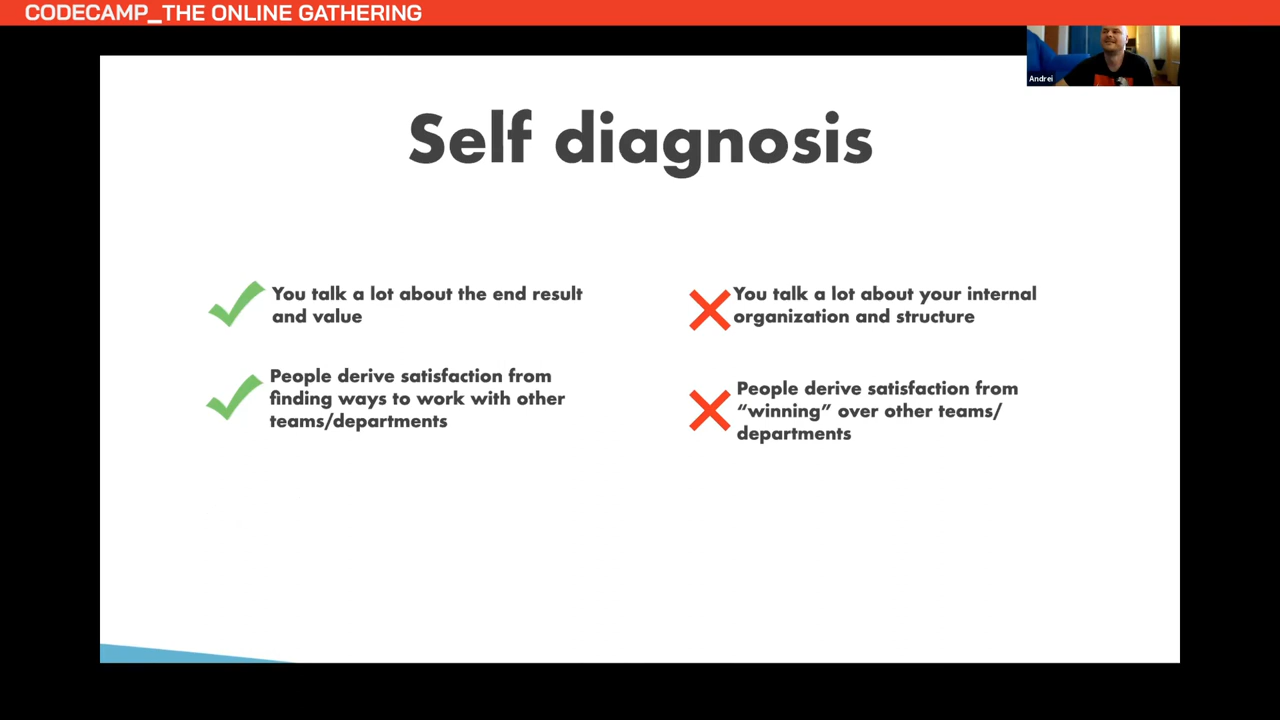 CODECAMP_THE ONLINE GATHERING
Andrei
Self diagnosis
You talk a lot about the end result
and value
You talk a lot about your internal
organization and structure
People derive satisfaction from
finding ways to work with other
teams/departments
People derive satisfaction from
“winning” over other teams/
departments